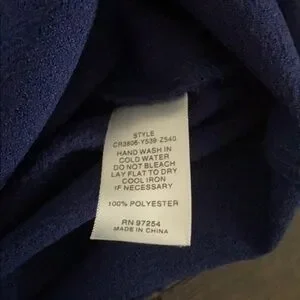 STYLE
CR3806-Y539 Z540
HAND WASH IN
COLD WATER
DO NOT BLEACH
LAY FLAT TO DRY
COOL IRON
IF NECESSARY
100% POLYESTER
RN 97254
MADE IN CHINA